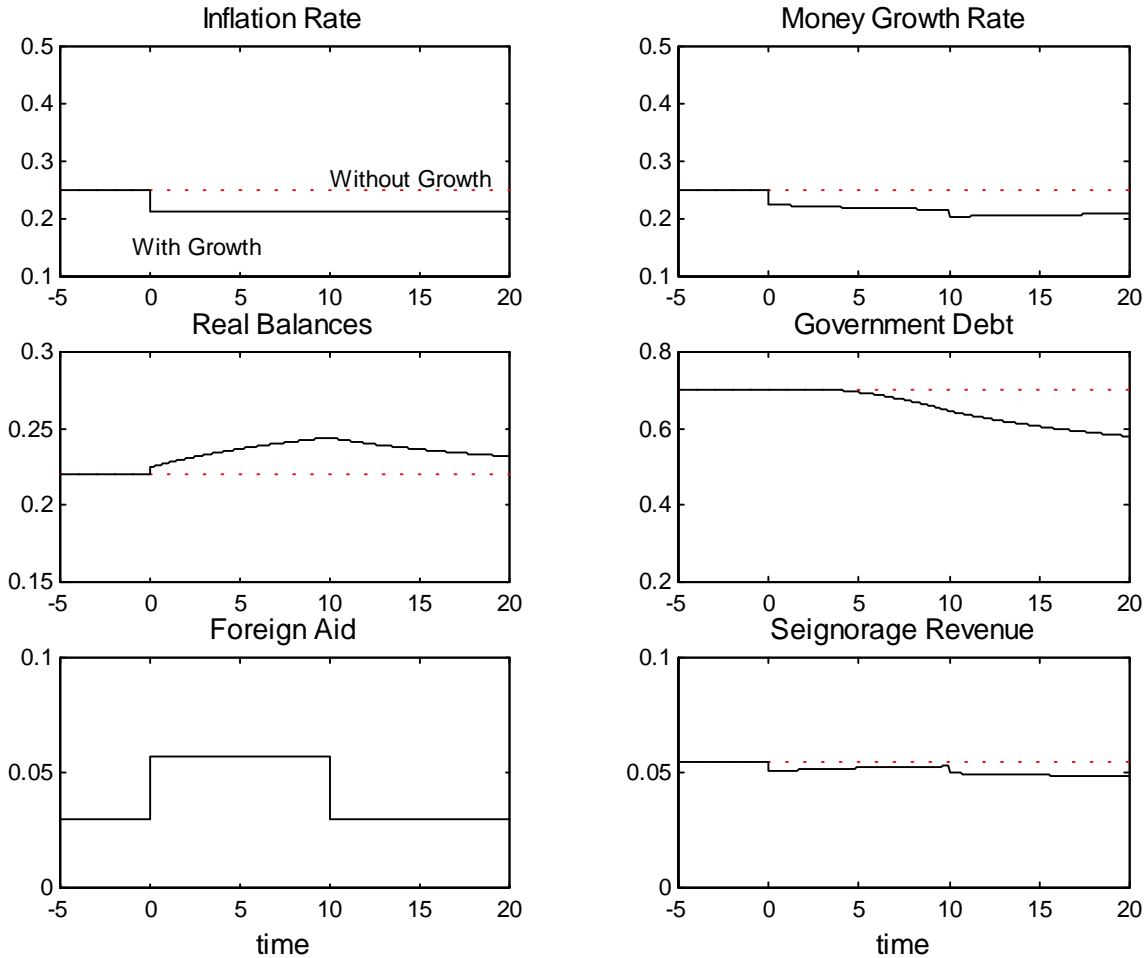 Inflation Rate
0.5
0.4
0.3
0.2
0.1
Without Growth
With Growth
-5 0 5 10 15 20
Money Growth Rate
0.5
0.4
0.3
0.2
0.1
-5 0 5 10 15 20
Real Balances
0.3
0.25
0.2
0.15
-5 0 5 10 15 20
Government Debt
0.8
0.6
0.4
0.2
-5 0 5 10 15 20
Foreign Aid
0.1
0.05
0
-5 0 5 10 15 20
time
Seignorage Revenue
0.1
0.05
0
-5 0 5 10 15 20
time